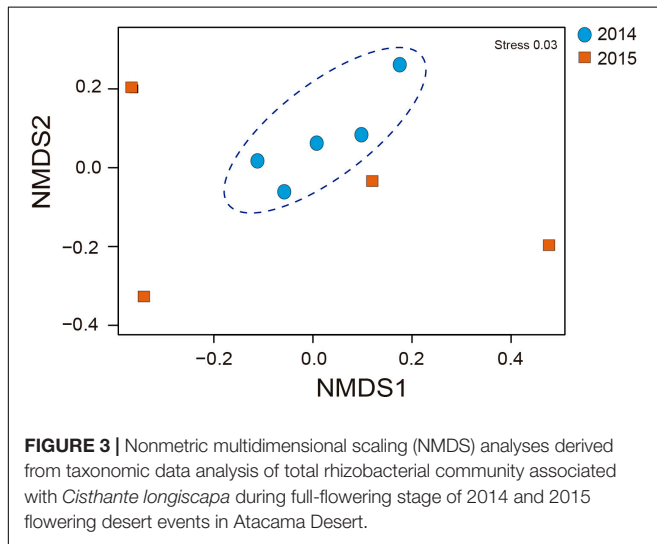 Stress 0.03
2014
2015
0.2
0.0
−0.2
−0.4
NMDS2
−0.2
0.0
0.2
0.4
NMDS1
FIGURE 3 | Nonmetric multidimensional scaling (NMDS) analyses derived
from taxonomic data analysis of total rhizobacterial community associated
with Cisthante longiscapa during full-flowering stage of 2014 and 2015
flowering desert events in Atacama Desert.